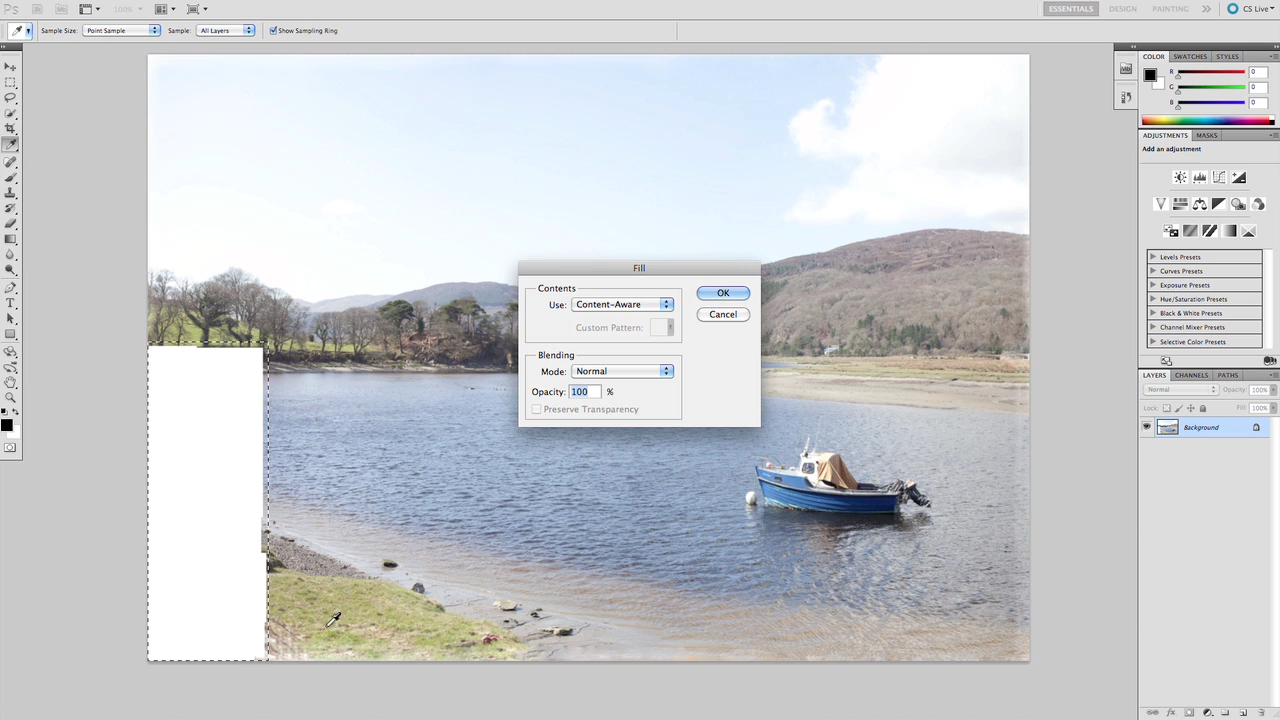 Ps Br Mb 100% ESSENTIALS DESIGN PAINTING CS Live
Sample Size: Point Sample Sample: All Layers Show Sampling Ring
COLOR SWATCHES STYLES
R 0
G 0
B 0
ADJUSTMENTS MASKS
Add an adjustment
Fill
Levels Presets
Curves Presets
Exposure Presets
Hue/Saturation Presets
Black & White Presets
Channel Mixer Presets
Selective Color Presets
Contents
Use: Content-Aware
Custom Pattern:
OK
Cancel
Blending
Mode: Normal
Opacity: 100 %
Preserve Transparency
LAYERS CHANNELS PATHS
Normal Opacity: 100%
Lock: Fill: 100%
Background